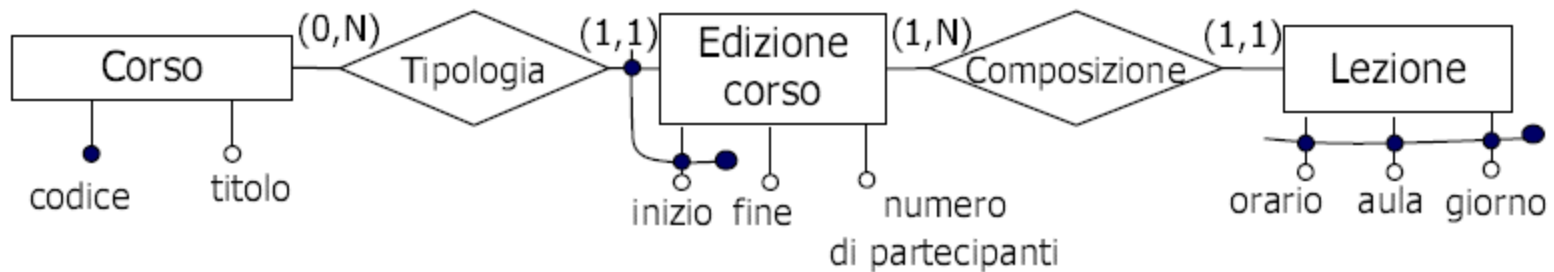 Corso
(0,N)
Tipologia
(1,1)
Edizione
corso
(1,N)
Composizione
(1,1)
Lezione
codice
titolo
inizio
fine
numero
di partecipanti
orario
aula
giorno